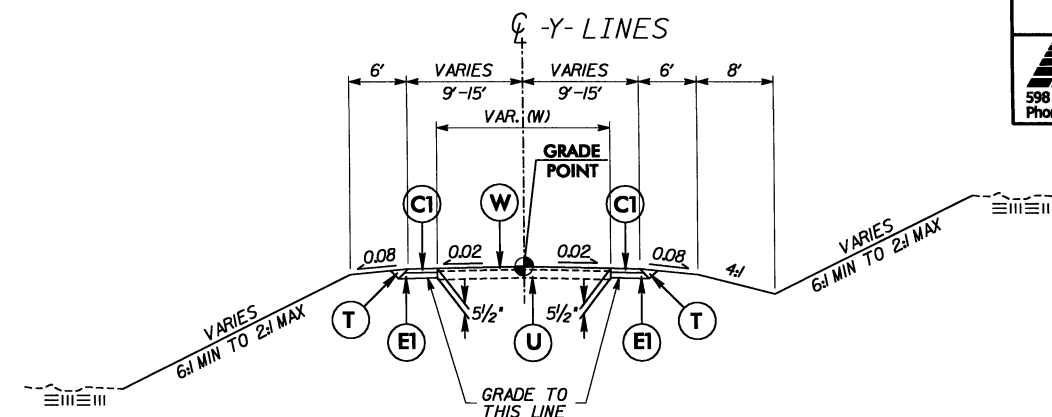 ℄ -Y- LINES
6' VARIES VARIES 6' 8'
9'-15' 9'-15'
VAR. (W)
598
Phon
GRADE
POINT
C1 W C1
0.08 0.02 0.02 0.08
4:1
VARIES
6:1 MIN TO 2:1 MAX
VARIES
6:1 MIN TO 2:1 MAX
T E1 5½" U 5½" E1 T
GRADE TO
THIS LINE